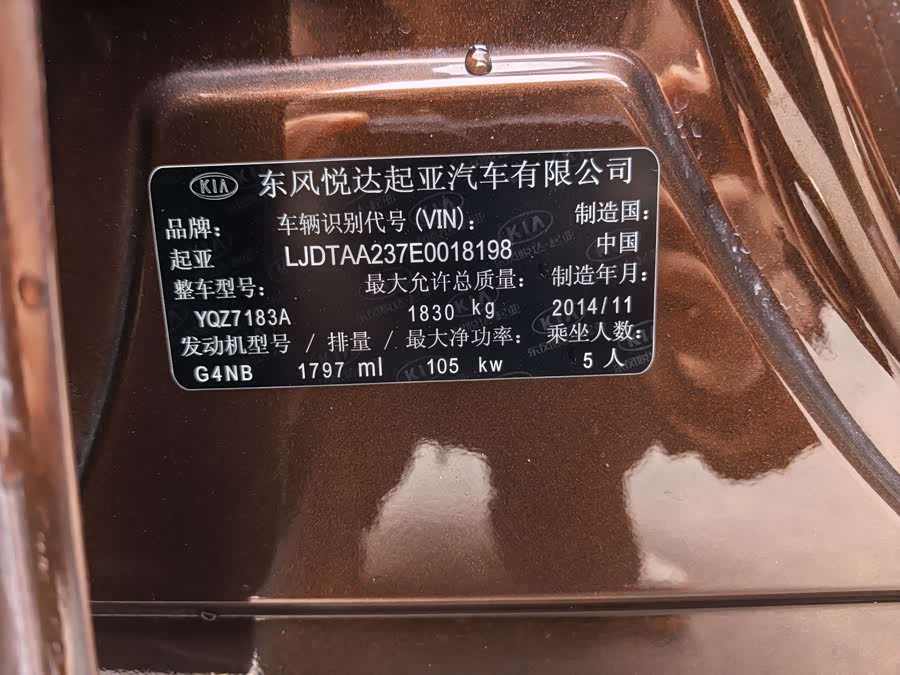 KIA 东风悦达起亚汽车有限公司
品牌： 车辆识别代号(VIN)： 制造国：
起亚 LJDTAA237E0018198 中国
整车型号： 最大允许总质量： 制造年月：
YQZ7183A 1830 kg 2014/11
发动机型号 / 排量 / 最大净功率： 乘坐人数：
G4NB 1797 ml 105 kw 5 人